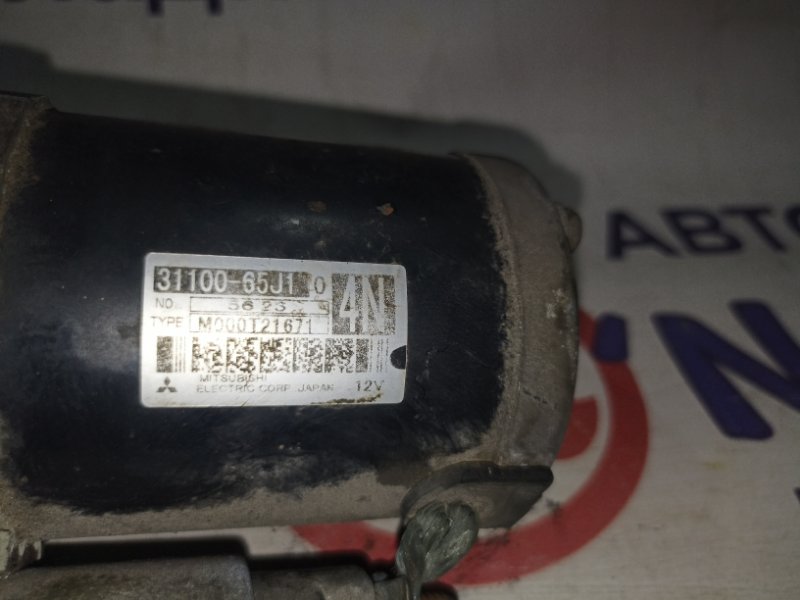 31100-65J1 0
4N
NO.
TYPE M000T21671
MITSUBISHI
ELECTRIC CORP. JAPAN 12V
АВТО